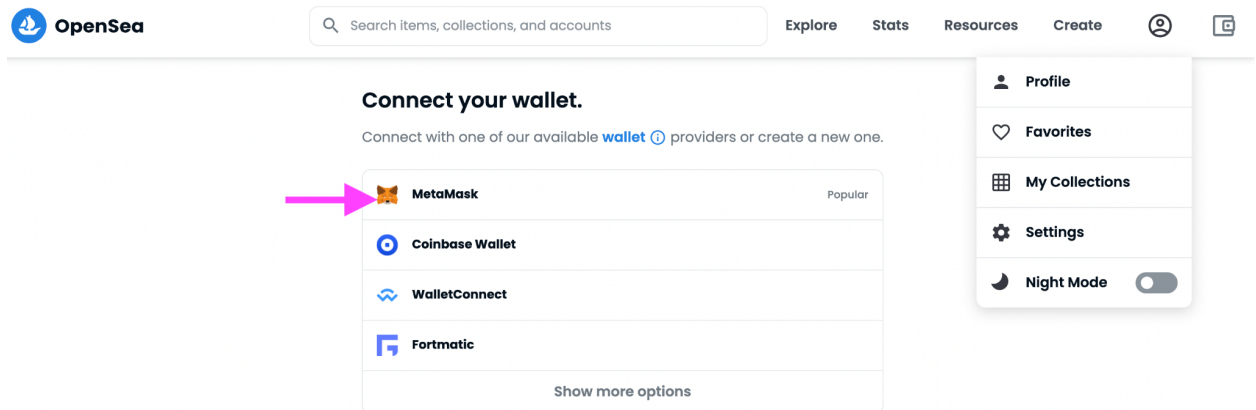 OpenSea
Search items, collections, and accounts
Explore
Stats
Resources
Create
Connect your wallet.
Connect with one of our available wallet providers or create a new one.
MetaMask
Popular
Coinbase Wallet
WalletConnect
Fortmatic
Show more options
Profile
Favorites
My Collections
Settings
Night Mode